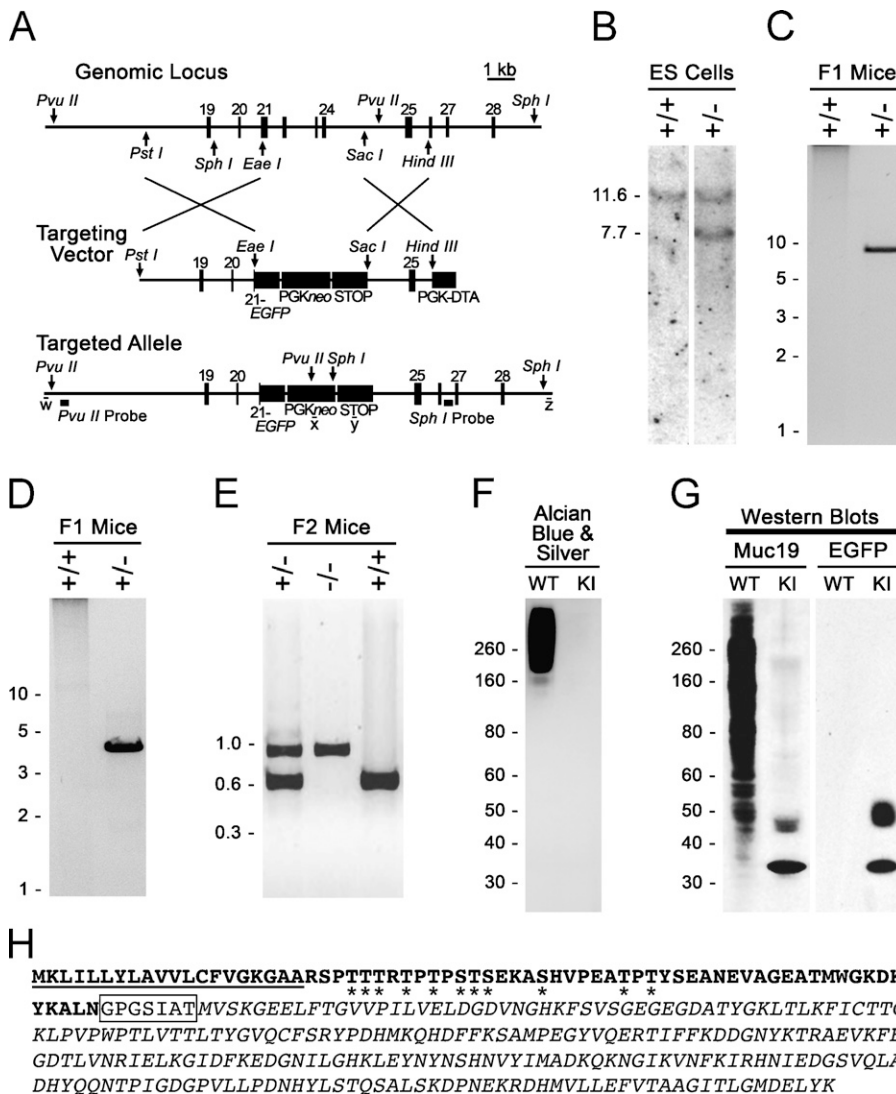 A
Genomic Locus
1 kb
Pvu II
19
20
21
24
Pvu II
25
27
28
Sph I
Pst I
Sph I
Eae I
Sac I
Hind III
Targeting
Vector
Pst I
19
20
Eae I
Sac I
25
Hind III
21-
EGFP
PGKneo
STOP
PGK-DTA
Targeted Allele
Pvu II
19
20
Pvu II
Sph I
25
27
28
Sph I
w
Pvu II Probe
21-
EGFP
PGKneo
STOP
x
y
Sph I Probe
z
B
ES Cells
+/+
+/-
11.6 -
7.7 -
C
F1 Mice
+/+
+/-
10 -
5 -
3 -
2 -
1 -
D
F1 Mice
+/+
+/-
10 -
5 -
3 -
2 -
1 -
E
F2 Mice
+/-
-/-
+/+
1.0 -
0.6 -
0.3 -
F
Alcian
Blue &
Silver
WT KI
260 -
160 -
80 -
60 -
50 -
40 -
30 -
G
Western Blots
Muc19 EGFP
WT KI WT KI
260 -
160 -
80 -
60 -
50 -
40 -
30 -
H
MKLILLYLAVVLCFVGKGAARSPTTTRTPTPSTSEKASHVPEATPTYSEANEVAGEATMWGKDK
* * * * * * * * * * *
YKALNGPGSIATMVSKGEELFTGVVPILVELDGDVNGHKFSVSGEGEGDATYGKLTLKFICTTG
KLPVPWPTLVTTLTYGVQCFSRYPDHMKQHDFFKSAMPEGYVQERTIFFKDDGNYKTRAEVKFE
GDTLVNRIELKGIDFKEDGNILGHKLEYNYNSHNVYIMADKQKNGIKVNFKIRHNIEDGSVQLA
DHYQQNTPIGDGPVLLPDNHYLSTQSALSKDPNEKRDHMVLLEFVTAAGITLGMDELYK